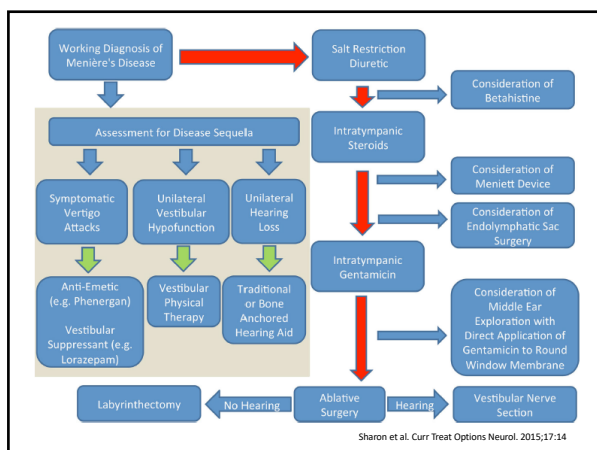 Working Diagnosis of
Menière's Disease
Salt Restriction
Diuretic
Consideration of
Betahistine
Assessment for Disease Sequela
Intratympanic
Steroids
Consideration of
Meniett Device
Symptomatic
Vertigo
Attacks
Unilateral
Vestibular
Hypofunction
Unilateral
Hearing
Loss
Consideration of
Endolymphatic Sac
Surgery
Intratympanic
Gentamicin
Anti-Emetic
(e.g. Phenergan)
Vestibular
Suppressant (e.g.
Lorazepam)
Vestibular
Physical
Therapy
Traditional
or Bone
Anchored
Hearing Aid
Consideration of
Middle Ear
Exploration with
Direct Application of
Gentamicin to Round
Window Membrane
Labyrinthectomy
No Hearing
Ablative
Surgery
Hearing
Vestibular Nerve
Section
Sharon et al. Curr Treat Options Neurol. 2015;17:14